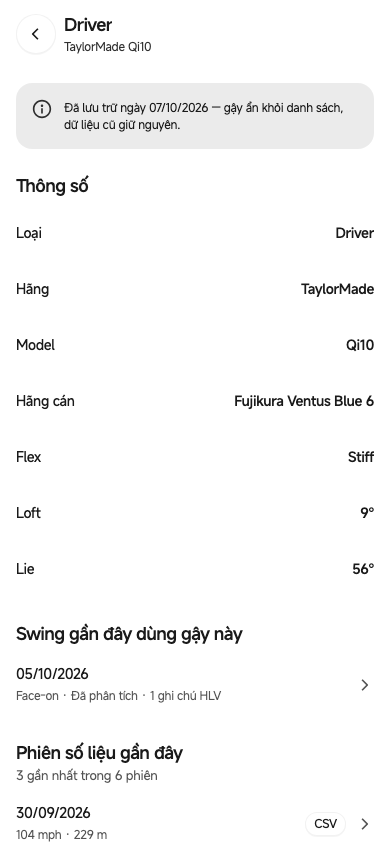 Driver
TaylorMade Qi10
Đã lưu trữ ngày 07/10/2026 — gậy ẩn khỏi danh sách,
dữ liệu cũ giữ nguyên.
Thông số
Loại Driver
Hãng TaylorMade
Model Qi10
Hãng cán Fujikura Ventus Blue 6
Flex Stiff
Loft 9°
Lie 56°
Swing gần đây dùng gậy này
05/10/2026
Face-on · Đã phân tích · 1 ghi chú HLV
Phiên số liệu gần đây
3 gần nhất trong 6 phiên
30/09/2026 CSV
104 mph · 229 m